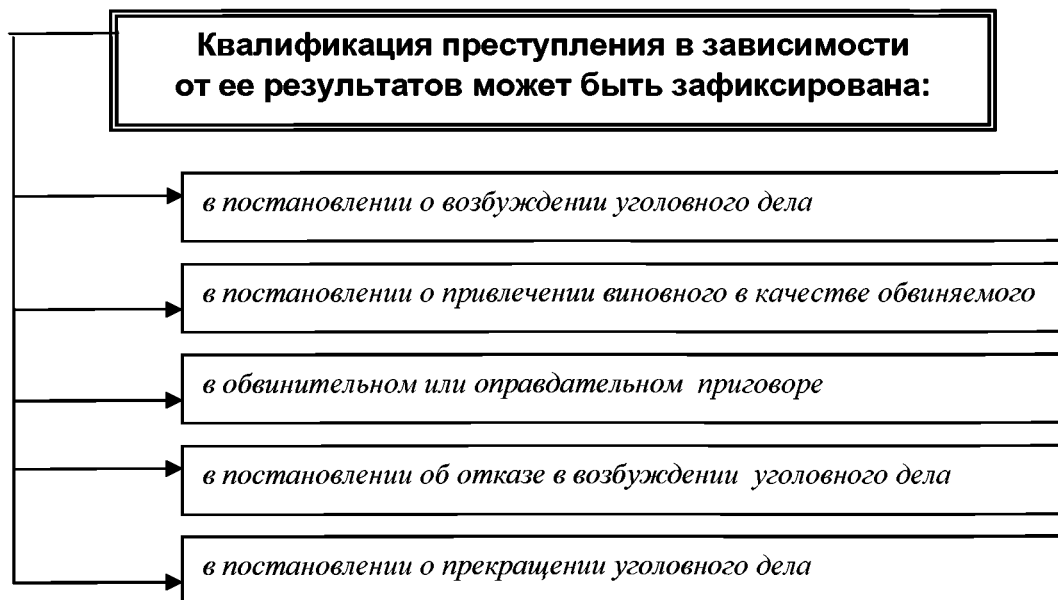 Квалификация преступления в зависимости
от ее результатов может быть зафиксирована:
в постановлении о возбуждении уголовного дела
в постановлении о привлечении виновного в качестве обвиняемого
в обвинительном или оправдательном приговоре
в постановлении об отказе в возбуждении уголовного дела
в постановлении о прекращении уголовного дела